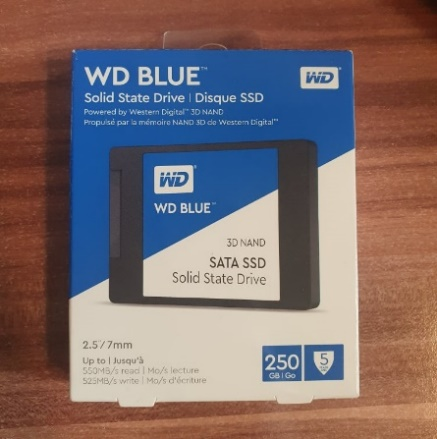 WD BLUE™
WD
Solid State Drive | Disque SSD
Powered by Western Digital™ 3D NAND
Propulsé par la mémoire NAND 3D de Western Digital™
WD
WD BLUE™
3D NAND
SATA SSD
Solid State Drive
2.5/7mm
Up to | Jusqu'à
550MB/s read | Mo/s lecture
525MB/s write | Mo/s d'écriture
250
GB | Go
5